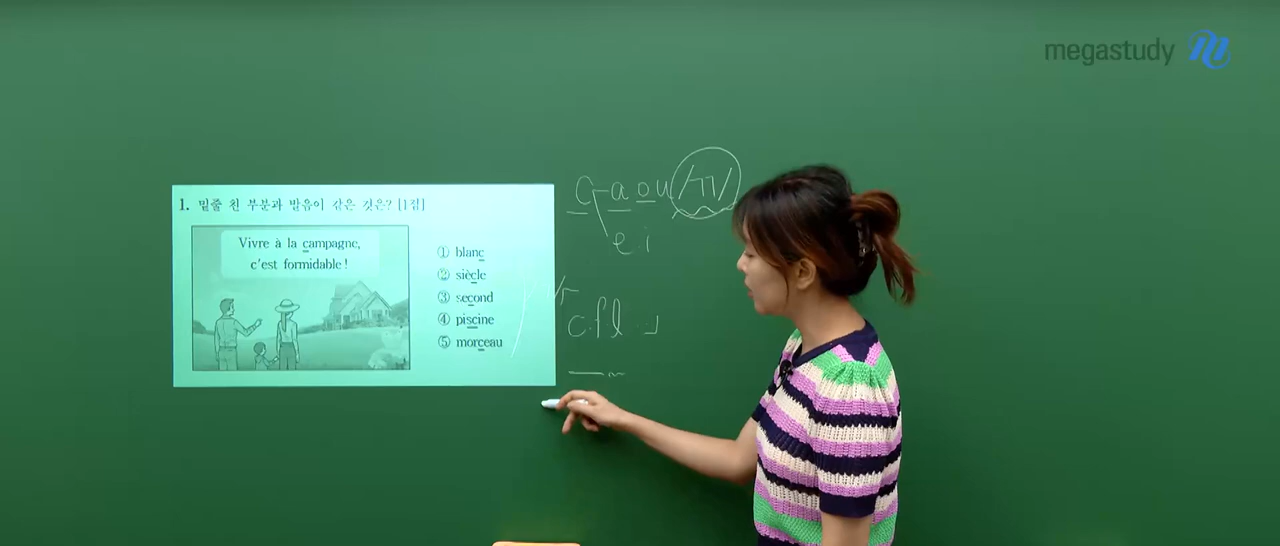 megastudy
1. 밑줄 친 부분과 발음이 같은 것은? [1점]
Vivre à la campagne,
c'est formidable !
① blanc
② siècle
③ second
④ piscine
⑤ morceau
c a o u /ㄲ/
e i
c f l